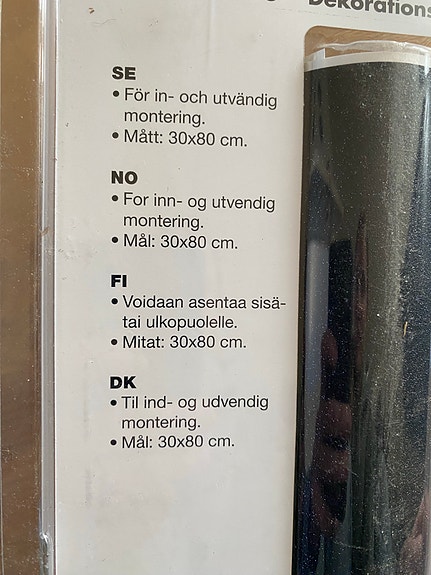 Dekorations
SE
• För in- och utvändig
montering.
• Mått: 30x80 cm.
NO
• For inn- og utvendig
montering.
• Mål: 30x80 cm.
FI
• Voidaan asentaa sisä-
tai ulkopuolelle.
• Mitat: 30x80 cm.
DK
• Til ind- og udvendig
montering.
• Mål: 30x80 cm.